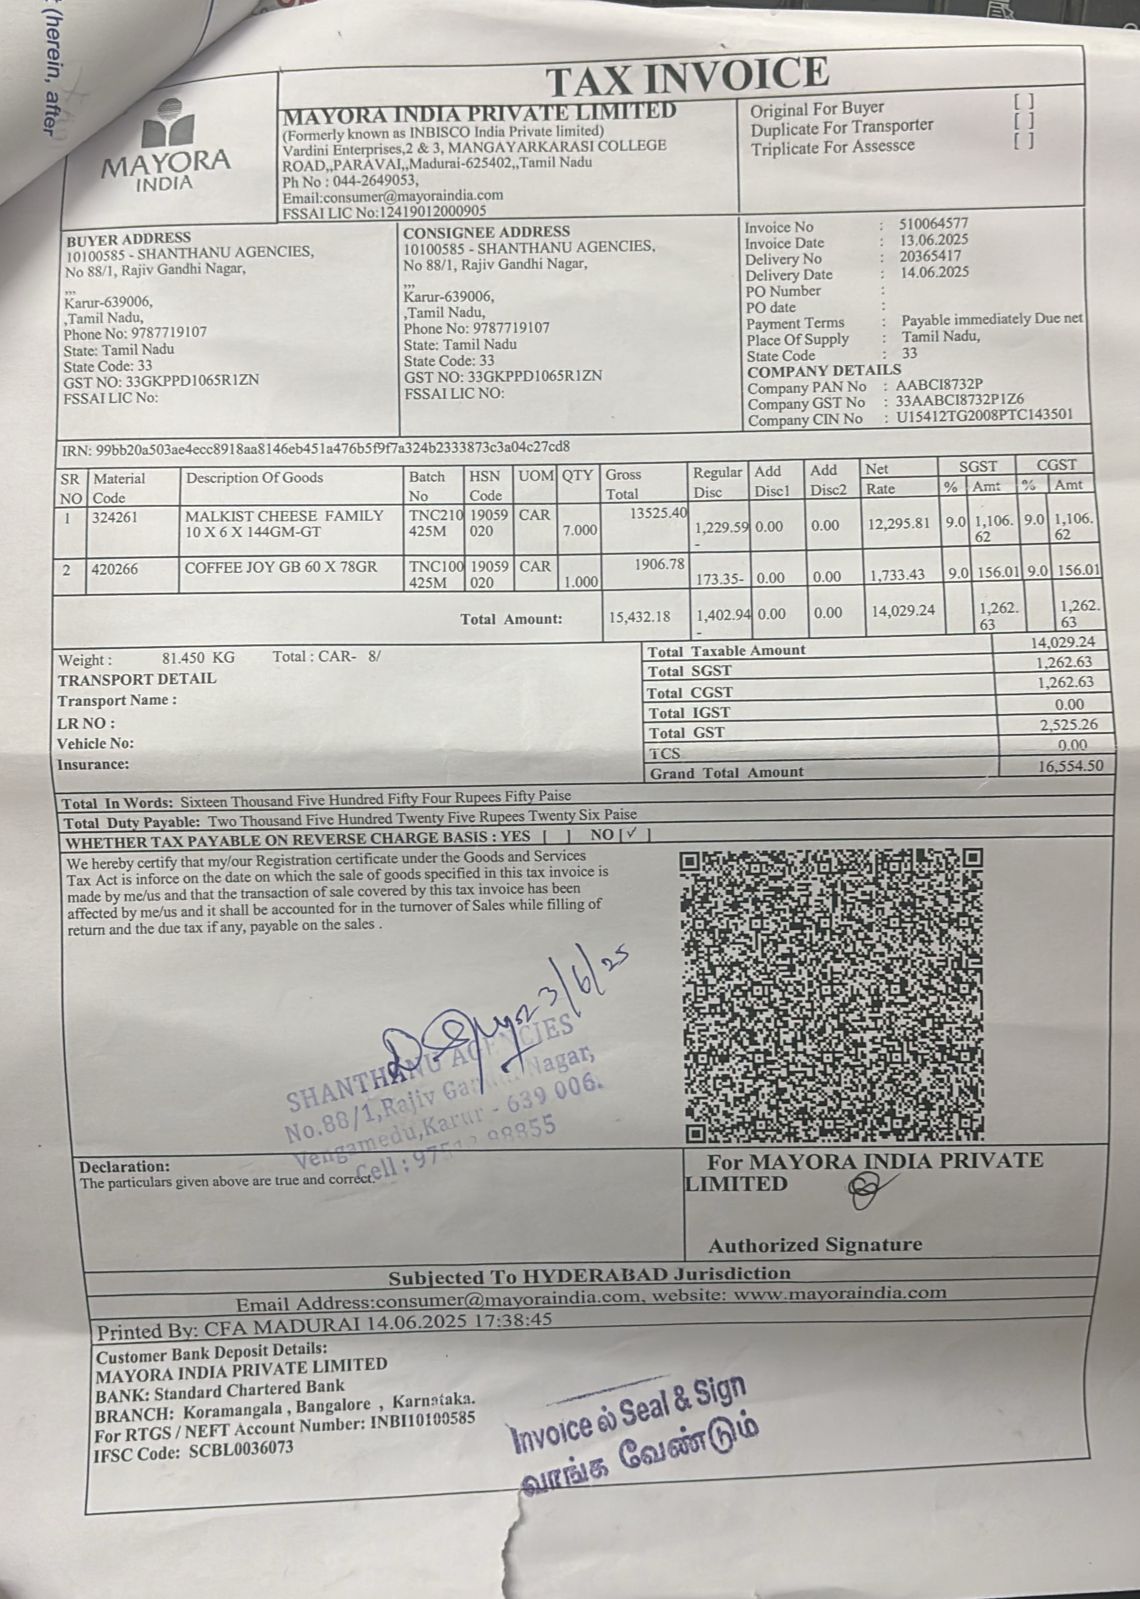 (herein, after
TAX INVOICE
MAYORA
INDIA
MAYORA INDIA PRIVATE LIMITED
(Formerly known as INBISCO India Private limited)
Vardini Enterprises,2 & 3, MANGAYARKARASI COLLEGE
ROAD,,PARAVAI,,Madurai-625402,,Tamil Nadu
Ph No : 044-2649053,
Email:consumer@mayoraindia.com
FSSAI LIC No:12419012000905
Original For Buyer [ ]
Duplicate For Transporter [ ]
Triplicate For Assessce [ ]
BUYER ADDRESS
10100585 - SHANTHANU AGENCIES,
No 88/1, Rajiv Gandhi Nagar,
,,,
Karur-639006,
,Tamil Nadu,
Phone No: 9787719107
State: Tamil Nadu
State Code: 33
GST NO: 33GKPPD1065R1ZN
FSSAI LIC No:
CONSIGNEE ADDRESS
10100585 - SHANTHANU AGENCIES,
No 88/1, Rajiv Gandhi Nagar,
,,,
Karur-639006,
,Tamil Nadu,
Phone No: 9787719107
State: Tamil Nadu
State Code: 33
GST NO: 33GKPPD1065R1ZN
FSSAI LIC NO:
Invoice No : 510064577
Invoice Date : 13.06.2025
Delivery No : 20365417
Delivery Date : 14.06.2025
PO Number :
PO date :
Payment Terms : Payable immediately Due net
Place Of Supply : Tamil Nadu,
State Code : 33
COMPANY DETAILS
Company PAN No : AABCI8732P
Company GST No : 33AABCI8732P1Z6
Company CIN No : U15412TG2008PTC143501
IRN: 99bb20a503ae4ecc8918aa8146eb451a476b5f9f7a324b2333873c3a04c27cd8
SR Material Description Of Goods Batch HSN UOM QTY Gross Regular Add Add Net SGST CGST
NO Code No Code Total Disc Disc1 Disc2 Rate % Amt % Amt
1 324261 MALKIST CHEESE FAMILY TNC210 19059 CAR 7.000 13525.40 1,229.59 0.00 0.00 12,295.81 9.0 1,106. 9.0 1,106.
10 X 6 X 144GM-GT 425M 020 - 62 62
2 420266 COFFEE JOY GB 60 X 78GR TNC100 19059 CAR 1.000 1906.78 173.35- 0.00 0.00 1,733.43 9.0 156.01 9.0 156.01
425M 020
Total Amount: 15,432.18 1,402.94 0.00 0.00 14,029.24 1,262. 1,262.
- 63 63
Weight : 81.450 KG Total : CAR- 8/
TRANSPORT DETAIL
Transport Name :
LR NO :
Vehicle No:
Insurance:
Total Taxable Amount 14,029.24
Total SGST 1,262.63
Total CGST 1,262.63
Total IGST 0.00
Total GST 2,525.26
TCS 0.00
Grand Total Amount 16,554.50
Total In Words: Sixteen Thousand Five Hundred Fifty Four Rupees Fifty Paise
Total Duty Payable: Two Thousand Five Hundred Twenty Five Rupees Twenty Six Paise
WHETHER TAX PAYABLE ON REVERSE CHARGE BASIS : YES [ ] NO [✓ ]
We hereby certify that my/our Registration certificate under the Goods and Services
Tax Act is inforce on the date on which the sale of goods specified in this tax invoice is
made by me/us and that the transaction of sale covered by this tax invoice has been
affected by me/us and it shall be accounted for in the turnover of Sales while filling of
return and the due tax if any, payable on the sales .
23/6/25
SHANTHANU AGENCIES
No.88/1,Rajiv Nagar,
Vengamedu,Karur - 639 006.
Cell :
Declaration:
The particulars given above are true and correct.
For MAYORA INDIA PRIVATE
LIMITED
Authorized Signature
Subjected To HYDERABAD Jurisdiction
Email Address:consumer@mayoraindia.com, website: www.mayoraindia.com
Printed By: CFA MADURAI 14.06.2025 17:38:45
Customer Bank Deposit Details:
MAYORA INDIA PRIVATE LIMITED
BANK: Standard Chartered Bank
BRANCH: Koramangala , Bangalore , Karnataka.
For RTGS / NEFT Account Number: INBI10100585
IFSC Code: SCBL0036073
Invoice ல் Seal & Sign
வாங்க வேண்டும்